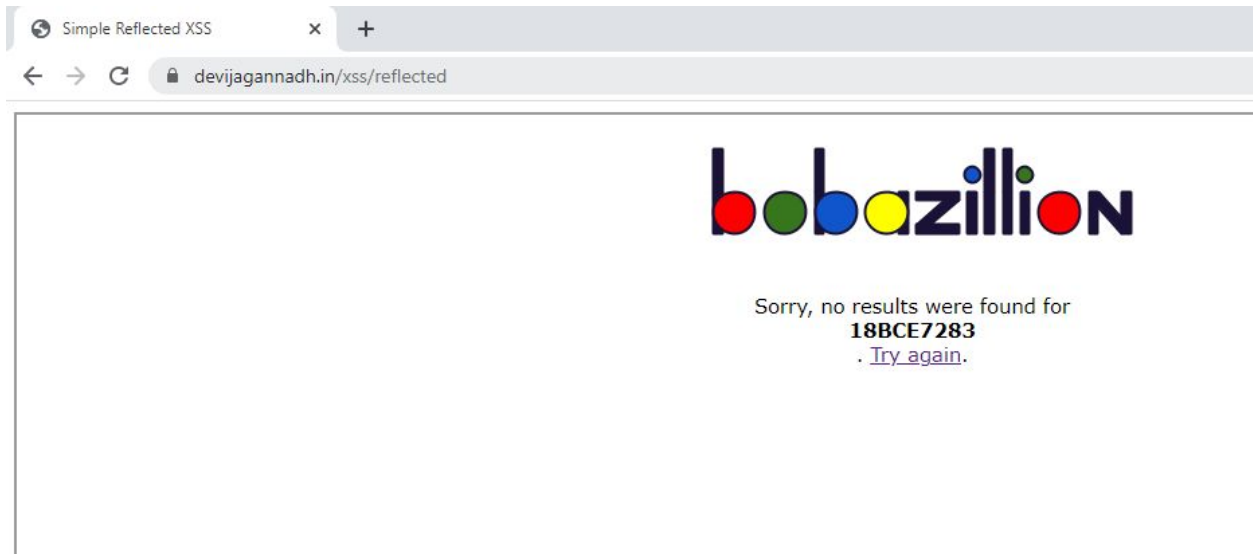 Simple Reflected XSS
devijagannadh.in/xss/reflected
bobazillion
Sorry, no results were found for
18BCE7283
. Try again.